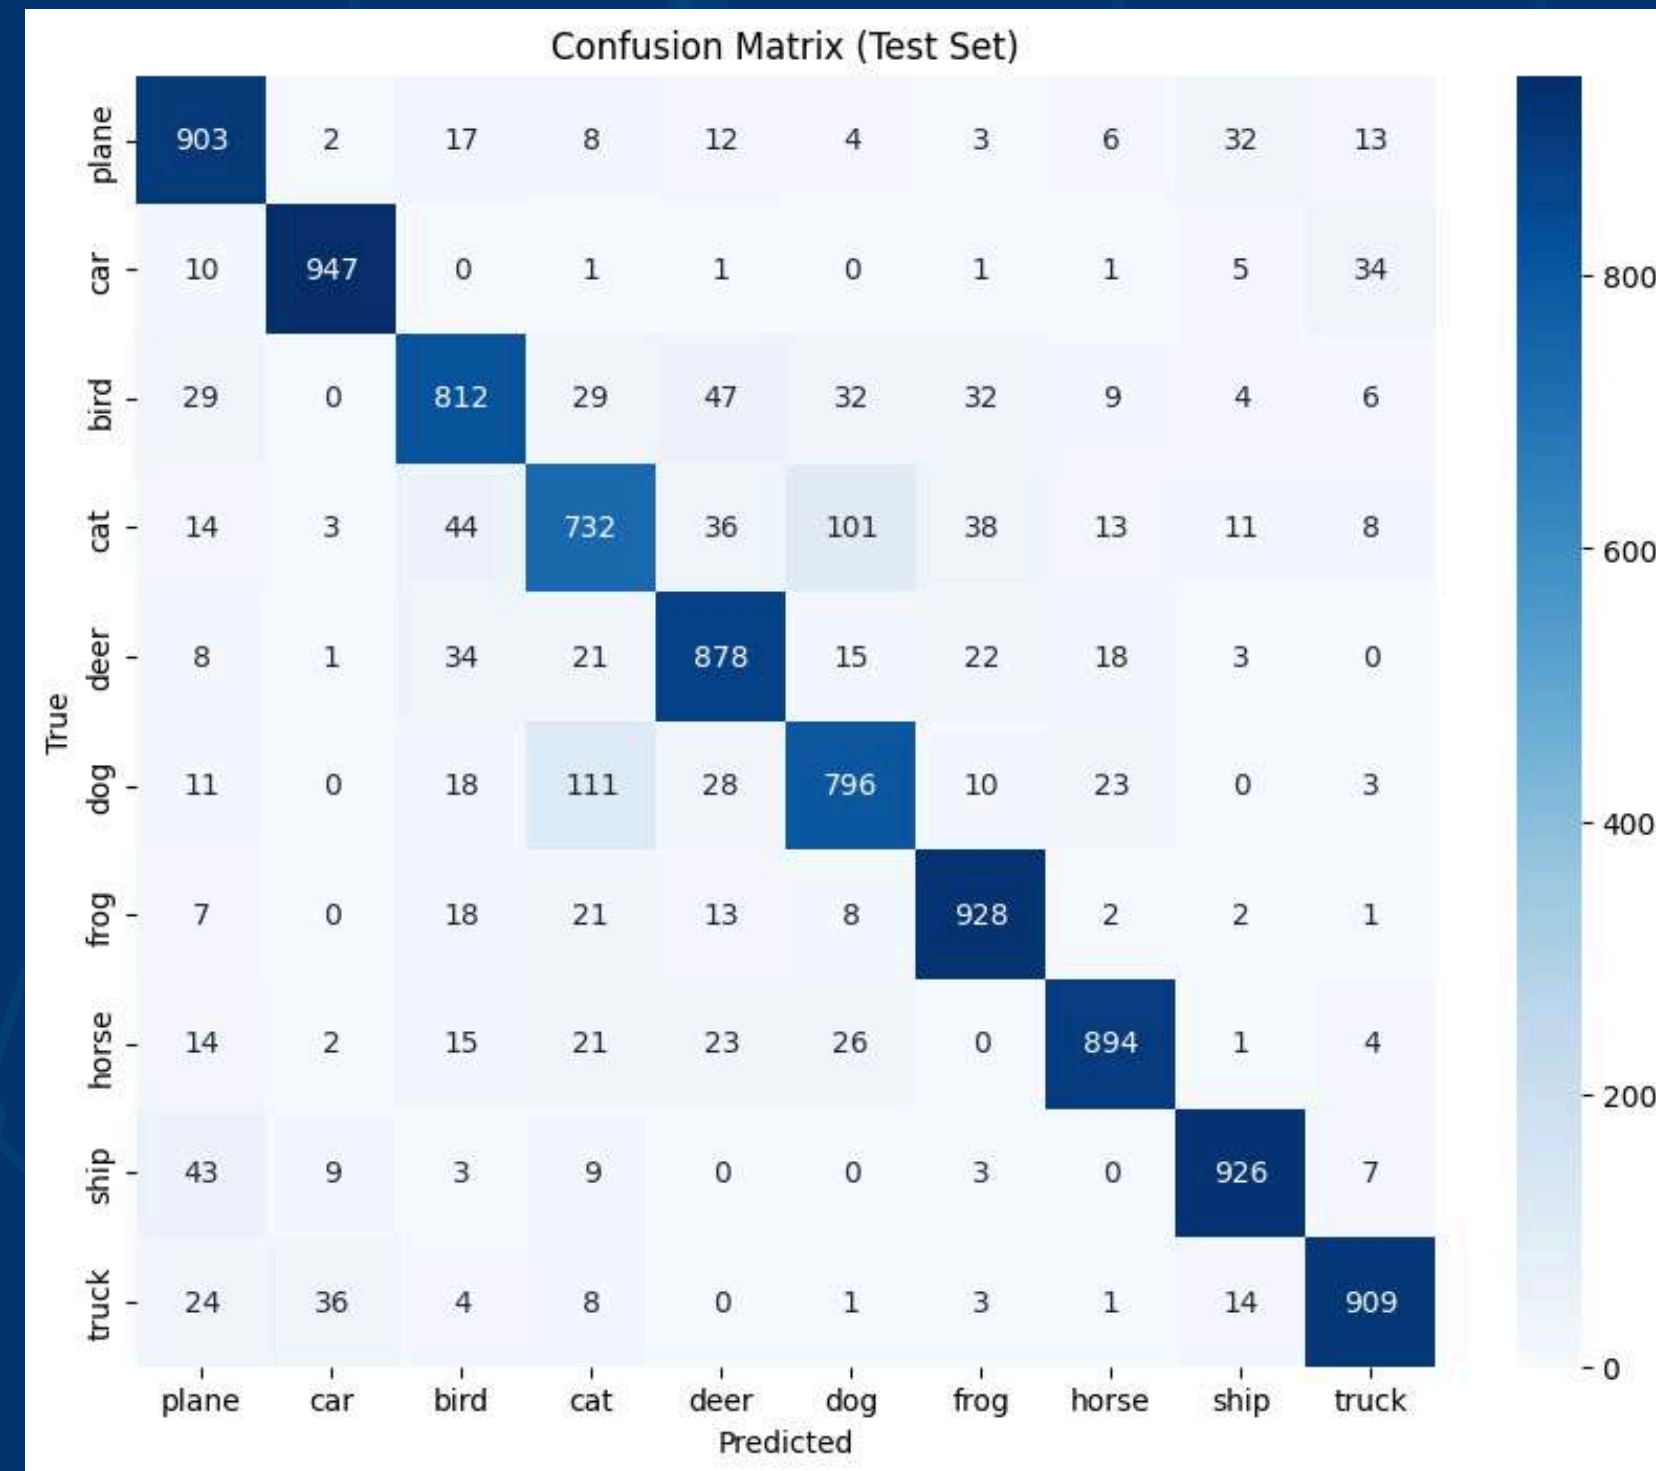 Confusion Matrix (Test Set)
plane 903 2 17 8 12 4 3 6 32 13
car 10 947 0 1 1 0 1 1 5 34
bird 29 0 812 29 47 32 32 9 4 6
cat 14 3 44 732 36 101 38 13 11 8
deer 8 1 34 21 878 15 22 18 3 0
dog 11 0 18 111 28 796 10 23 0 3
frog 7 0 18 21 13 8 928 2 2 1
horse 14 2 15 21 23 26 0 894 1 4
ship 43 9 3 9 0 0 3 0 926 7
truck 24 36 4 8 0 1 3 1 14 909
plane car bird cat deer dog frog horse ship truck
Predicted
True
800
600
400
200
0